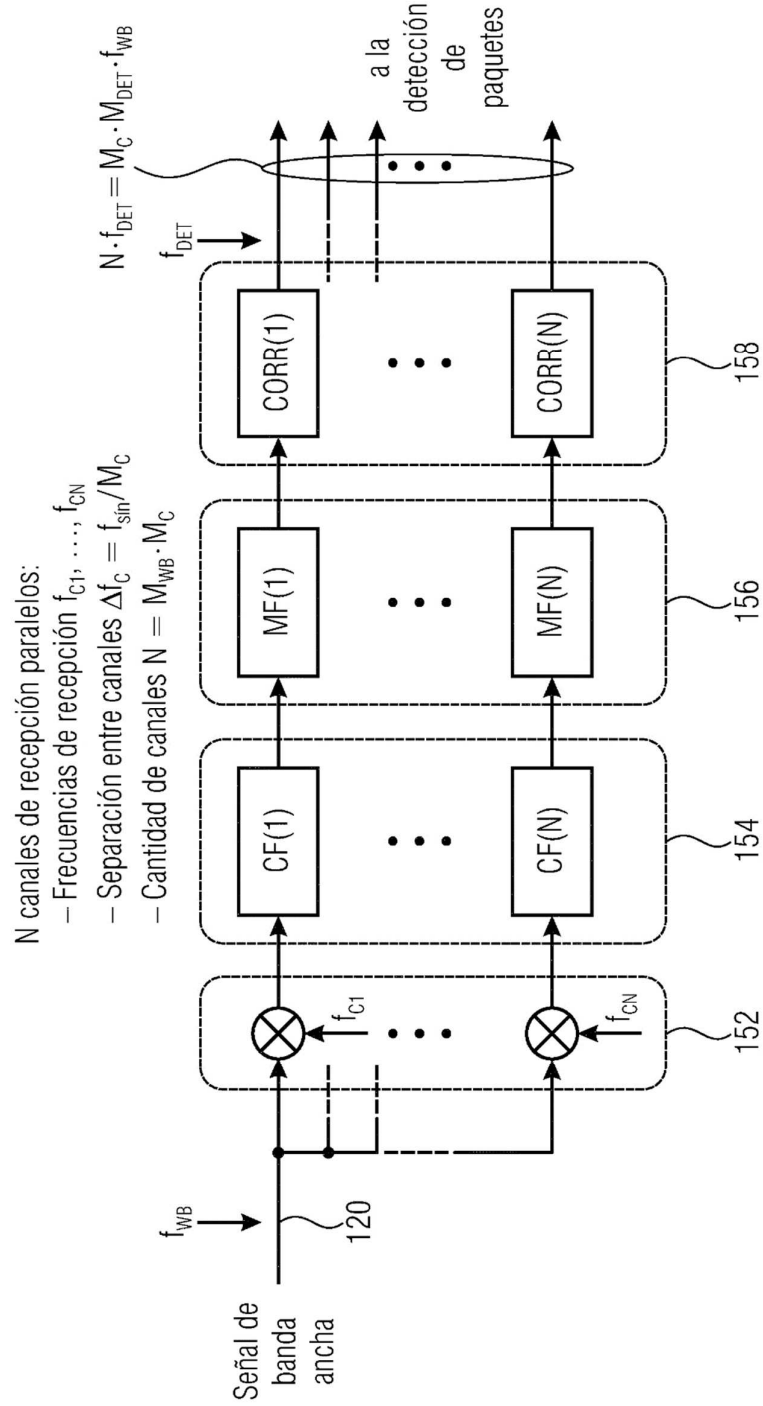 N canales de recepción paralelos:
– Frecuencias de recepción f_C1, ..., f_CN
– Separación entre canales Δf_C = f_sín/M_C
– Cantidad de canales N = M_WB · M_C
N · f_DET = M_C · M_DET · f_WB
f_WB
f_DET
Señal de
banda
ancha
120
f_C1
CF(1)
MF(1)
CORR(1)
a la
detección
de
paquetes
f_CN
CF(N)
MF(N)
CORR(N)
152
154
156
158